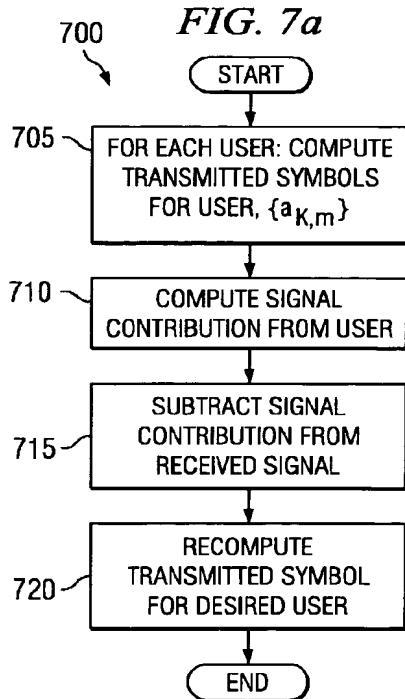 FIG. 7a
700
START
705
FOR EACH USER: COMPUTE
TRANSMITTED SYMBOLS
FOR USER, {a_{K,m}}
710
COMPUTE SIGNAL
CONTRIBUTION FROM USER
715
SUBTRACT SIGNAL
CONTRIBUTION FROM
RECEIVED SIGNAL
720
RECOMPUTE
TRANSMITTED SYMBOL
FOR DESIRED USER
END